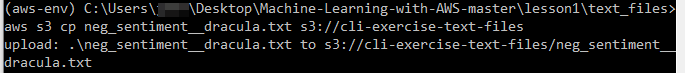 (aws-env) C:\Users\\Desktop\Machine-Learning-with-AWS-master\lesson1\text_files>
aws s3 cp neg_sentiment__dracula.txt s3://cli-exercise-text-files
upload: .\neg_sentiment__dracula.txt to s3://cli-exercise-text-files/neg_sentiment__
dracula.txt